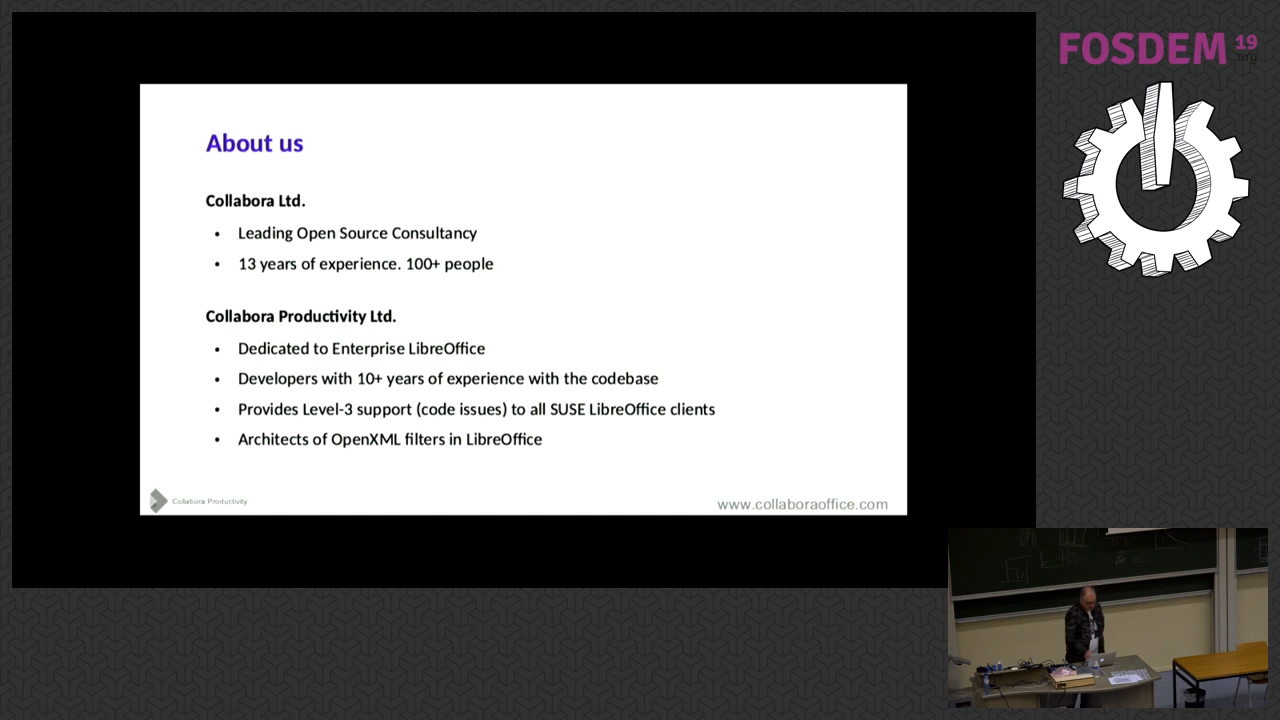 FOSDEM 19
.org
About us
Collabora Ltd.
• Leading Open Source Consultancy
• 13 years of experience. 100+ people
Collabora Productivity Ltd.
• Dedicated to Enterprise LibreOffice
• Developers with 10+ years of experience with the codebase
• Provides Level-3 support (code issues) to all SUSE LibreOffice clients
• Architects of OpenXML filters in LibreOffice
Collabora Productivity
www.collaboraoffice.com